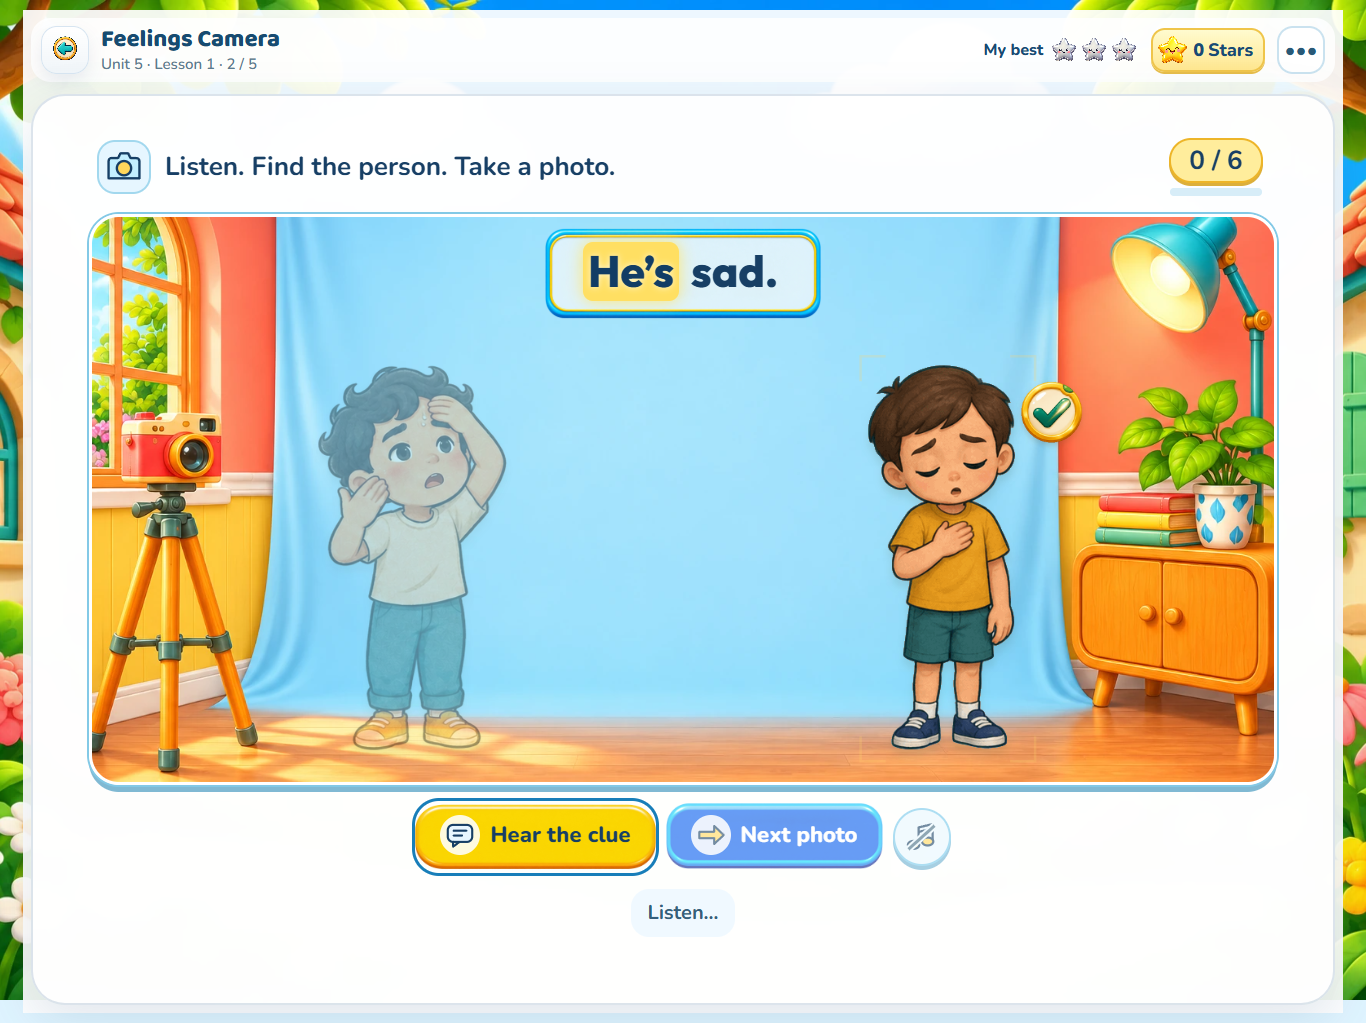 Feelings Camera
Unit 5 · Lesson 1 · 2 / 5
My best
0 Stars
Listen. Find the person. Take a photo.
0 / 6
He’s sad.
Hear the clue
Next photo
Listen...